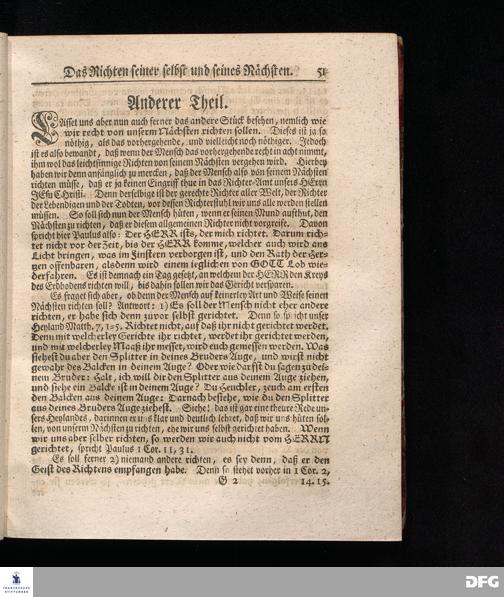 Das Richten seiner selbst und seines Nächsten. 51
Anderer Theil.
Lasset uns aber nun auch ferner das andere Stück besehen, nemlich wie
wir recht von unserm Nächsten richten sollen. Dieses ist ja so
nöthig, als das vorhergehende, und vielleicht noch nöthiger. Jedoch
ist es also bewandt, daß wenn der Mensch das vorhergehende recht in acht nimmt,
ihm wol das leichtsinnige Richten von seinem Nächsten vergehen wird. Hierbey
haben wir denn anfänglich zu mercken, daß der Mensch also von seinem Nächsten
richten müsse, daß er ja keinen Eingriff thue in das Richter-Amt unsers HErrn
JEsu CHristi. Denn derselbige ist der gerechte Richter aller Welt, der Richter
der Lebendigen und der Todten, vor dessen Richterstuhl wir uns alle werden stellen
müssen. So soll sich nun der Mensch hüten, wenn er seinen Mund aufthut, den
Nächsten zu richten, daß er diesem allgemeinen Richter nicht vorgreife. Davon
spricht hier Paulus also: Der HERR ists, der mich richtet. Darum rich-
tet nicht vor der Zeit, bis der HERR komme, welcher auch wird ans
Licht bringen, was im Finstern verborgen ist, und den Rath der Her-
zen offenbaren, alsdenn wird einem ieglichen von GOTT Lob wie-
derfahren. Es ist demnach ein Tag gesetzt, an welchem der HERR den Kreys
des Erdbodens richten will, bis dahin sollen wir das Gericht versparen.
Es fraget sich aber, ob denn der Mensch auf keinerley Art und Weise seinen
Nächsten richten soll? Antwort: 1) Es soll der Mensch nicht eher andere
richten, er habe sich denn zuvor selbst gerichtet. Denn so spricht unser
Heyland Matth. 7, 1-5. Richtet nicht, auf daß ihr nicht gerichtet werdet.
Denn mit welcherley Gerichte ihr richtet, werdet ihr gerichtet werden,
und mit welcherley Maaß ihr messet, wird euch gemessen werden. Was
siehest du aber den Splitter in deines Bruders Auge, und wirst nicht
gewahr des Balcken in deinem Auge? Oder wie darfst du sagen zu dei-
nem Bruder: Halt, ich will dir den Splitter aus deinem Auge ziehen,
und siehe ein Balcke ist in deinem Auge? Du Heuchler, zeuch am ersten
den Balcken aus deinem Auge: Darnach besiehe, wie du den Splitter
aus deines Bruders Auge ziehest. Siehe! das ist gar eine theure Rede un-
sers Heylandes, darinnen er uns klar und deutlich lehret, daß wir uns hüten sol-
len, von unserm Nächsten zu richten, ehe wir uns selbst gerichtet haben. Wenn
wir uns aber selber richten, so werden wir auch nicht vom HERRN
gerichtet, spricht Paulus 1 Cor. 11, 31.
Es soll ferner 2) niemand andere richten, es sey denn, daß er den
Geist des Richtens empfangen habe. Denn so stehet vorher in 1 Cor. 2,
G 2 14. 15.
FRANCKESCHE
STIFTUNGEN
DFG